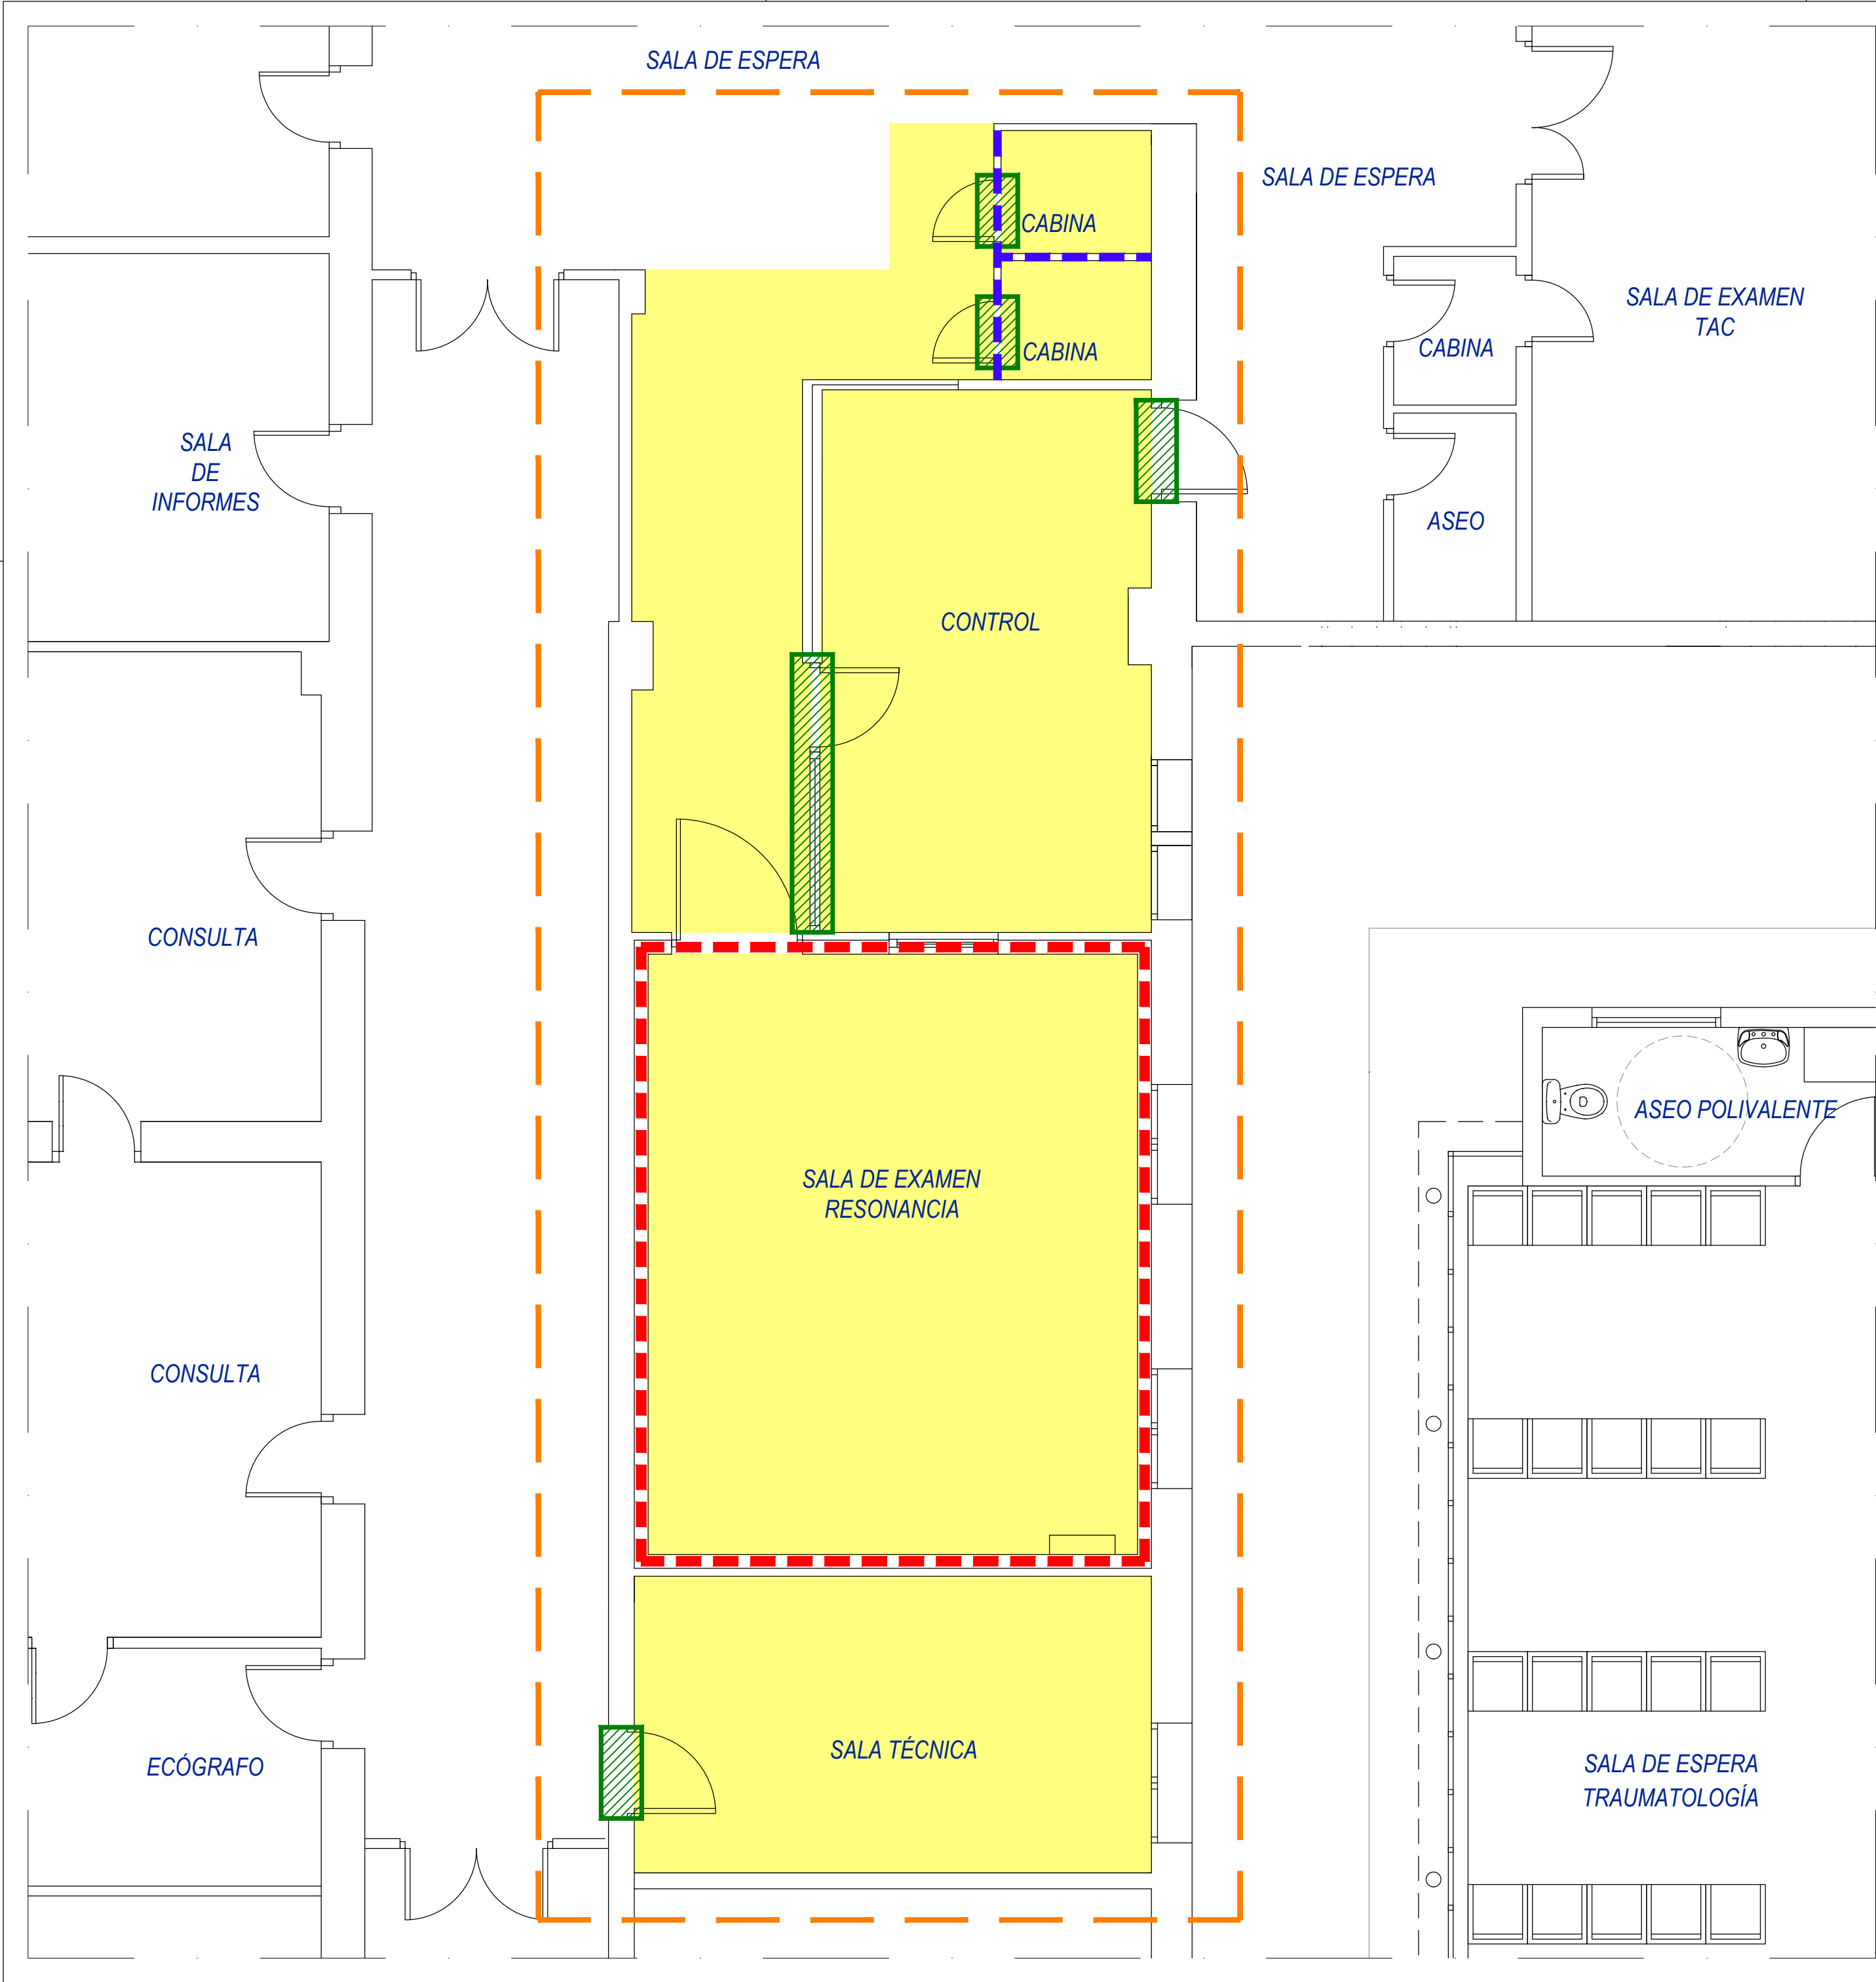 SALA DE ESPERA
SALA DE ESPERA
CABINA
SALA DE EXAMEN
TAC
CABINA
CABINA
SALA
DE
INFORMES
ASEO
CONTROL
CONSULTA
ASEO POLIVALENTE
SALA DE EXAMEN
RESONANCIA
CONSULTA
ECÓGRAFO
SALA TÉCNICA
SALA DE ESPERA
TRAUMATOLOGÍA